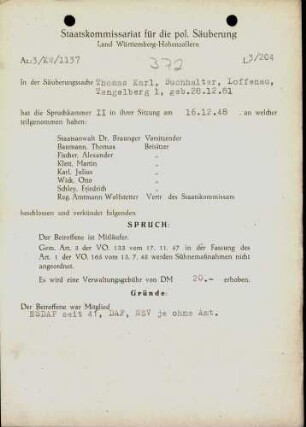 Staatskommissariat für die pol. Säuberung
Land Württemberg-Hohenzollern
Az. 3/KW/1137
372
L3/204
In der Säuberungssache Thomas Karl, Buchhalter, Loffenau,
Tangelberg 1, geb.28.12.81
hat die Spruchkammer II in ihrer Sitzung am 16.12.48 , an welcher
teilgenommen haben:
Staatsanwalt Dr. Breuninger Vorsitzender
Baumann, Thomas Beisitzer
Fischer, Alexander „
Klett, Martin „
Karl, Julius „
Wick, Otto „
Schley, Friedrich „
Reg. Amtmann Wollstetter Vertr. des Staatskommissars
beschlossen und verkündet folgenden
SPRUCH:
Der Betroffene ist Mitläufer.
Gem. Art. 3 der VO. 133 vom 17. 11. 47 in der Fassung des
Art. 1 der VO. 165 vom 13. 7. 48 werden Sühnemaßnahmen nicht
angeordnet.
Es wird eine Verwaltungsgebühr von DM 20.- erhoben.
Gründe:
Der Betroffene war Mitglied
NSDAP seit 41, DAF, NSV je ohne Amt.